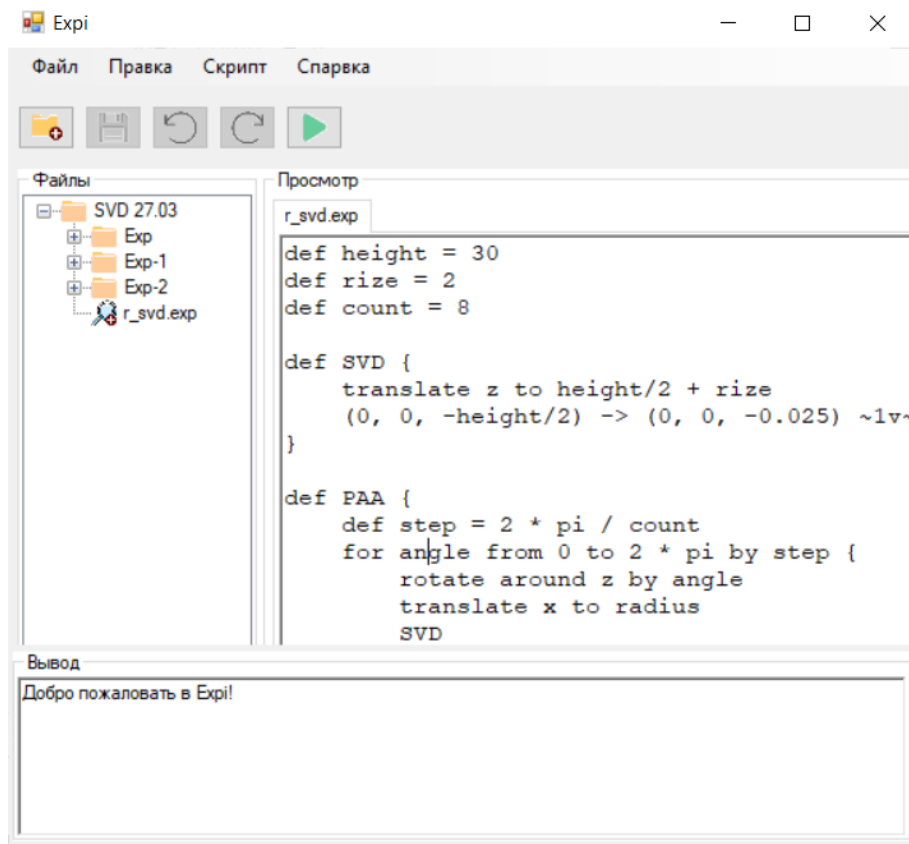 Expi
Файл Правка Скрипт Спарвка
Файлы
SVD 27.03
Exp
Exp-1
Exp-2
r_svd.exp
Просмотр
r_svd.exp
def height = 30
def rize = 2
def count = 8
def SVD {
translate z to height/2 + rize
(0, 0, -height/2) -> (0, 0, -0.025) ~1v~
}
def PAA {
def step = 2 * pi / count
for angle from 0 to 2 * pi by step {
rotate around z by angle
translate x to radius
SVD
Вывод
Добро пожаловать в Expi!